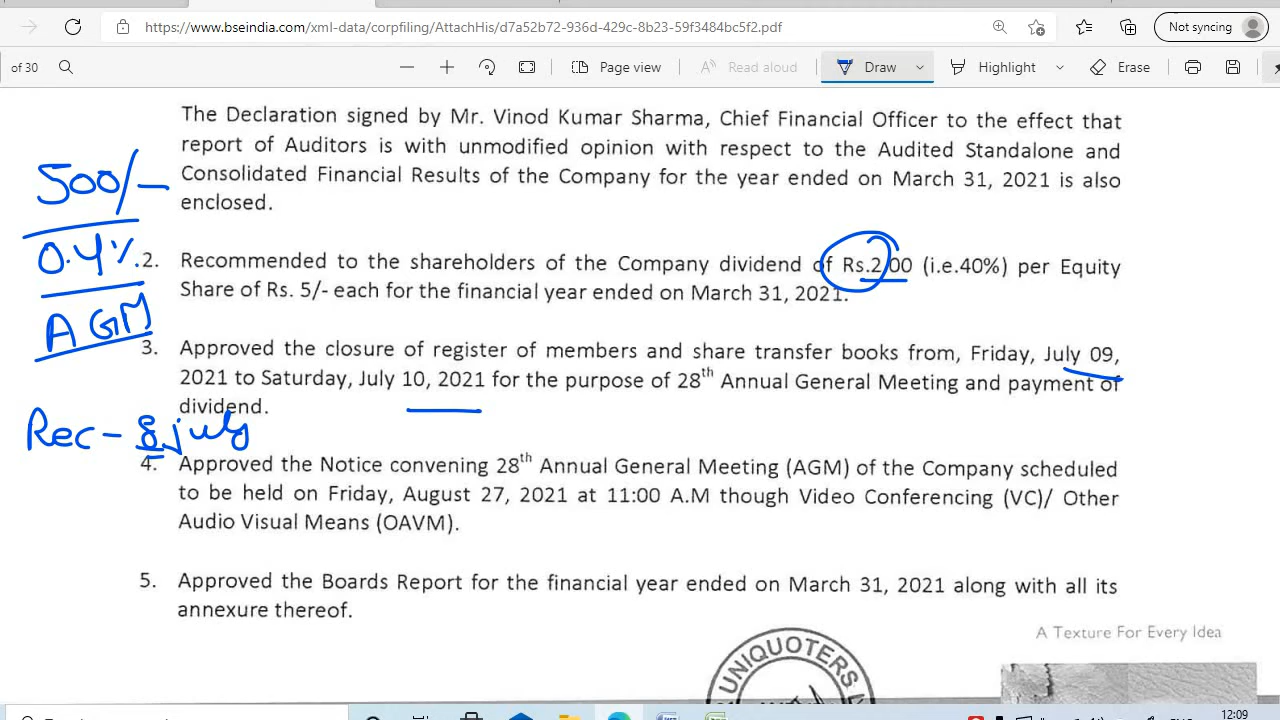 https://www.bseindia.com/xml-data/corpfiling/AttachHis/d7a52b72-936d-429c-8b23-59f3484bc5f2.pdf
Not syncing
of 30
Page view
Read aloud
Draw
Highlight
Erase
The Declaration signed by Mr. Vinod Kumar Sharma, Chief Financial Officer to the effect that
report of Auditors is with unmodified opinion with respect to the Audited Standalone and
Consolidated Financial Results of the Company for the year ended on March 31, 2021 is also
enclosed.
500/-
0.4%
AGM
2. Recommended to the shareholders of the Company dividend of Rs.2.00 (i.e.40%) per Equity
Share of Rs. 5/- each for the financial year ended on March 31, 2021.
3. Approved the closure of register of members and share transfer books from, Friday, July 09,
2021 to Saturday, July 10, 2021 for the purpose of 28th Annual General Meeting and payment of
dividend.
Rec - 8 july
4. Approved the Notice convening 28th Annual General Meeting (AGM) of the Company scheduled
to be held on Friday, August 27, 2021 at 11:00 A.M though Video Conferencing (VC)/ Other
Audio Visual Means (OAVM).
5. Approved the Boards Report for the financial year ended on March 31, 2021 along with all its
annexure thereof.
A Texture For Every Idea
UNIQUOTERS
12:09